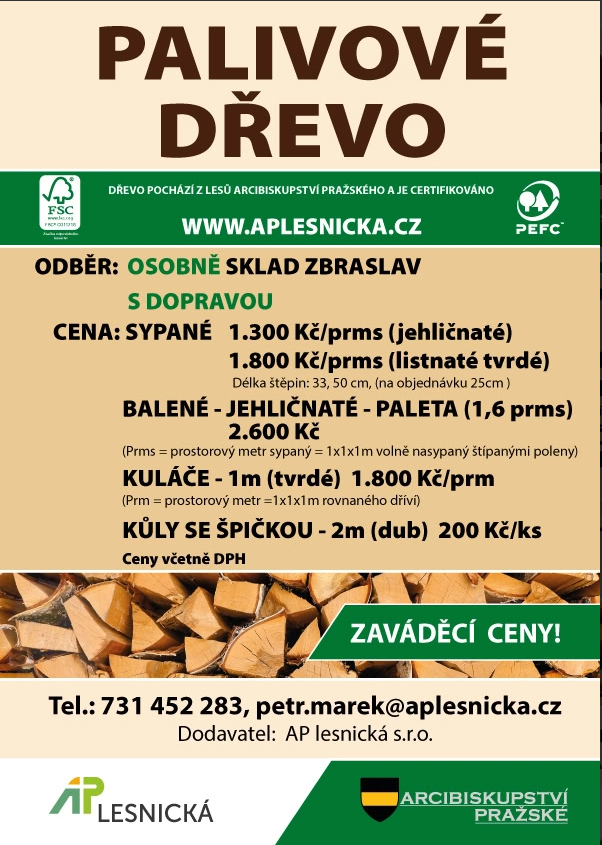 PALIVOVÉ
DŘEVO
FSC
www.fsc.org
DŘEVO POCHÁZÍ Z LESŮ ARCIBISKUPSTVÍ PRAŽSKÉHO A JE CERTIFIKOVÁNO
WWW.APLESNICKA.CZ
PEFC
ODBĚR: OSOBNĚ SKLAD ZBRASLAV
S DOPRAVOU
CENA: SYPANÉ 1.300 Kč/prms (jehličnaté)
1.800 Kč/prms (listnaté tvrdé)
Délka štěpin: 33, 50 cm, (na objednávku 25cm )
BALENÉ - JEHLIČNATÉ - PALETA (1,6 prms)
2.600 Kč
(Prms = prostorový metr sypaný = 1x1x1m volně nasypaný štípanými poleny)
KULÁČE - 1m (tvrdé) 1.800 Kč/prm
(Prm = prostorový metr =1x1x1m rovnaného dříví)
KŮLY SE ŠPIČKOU - 2m (dub) 200 Kč/ks
Ceny včetně DPH
ZAVÁDĚCÍ CENY!
Tel.: 731 452 283, petr.marek@aplesnicka.cz
Dodavatel: AP lesnická s.r.o.
AP LESNICKÁ
ARCIBISKUPSTVÍ
PRAŽSKÉ